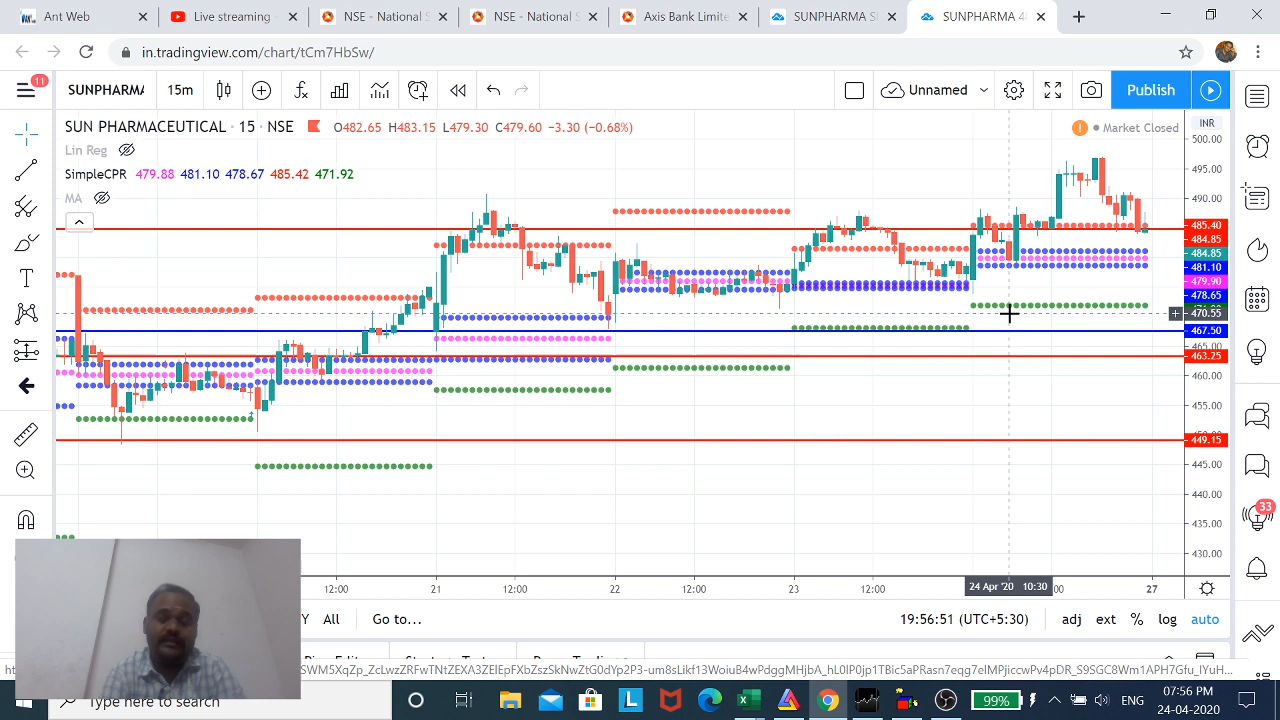 Ant Web
Live streaming -
NSE - National S
NSE - National S
Axis Bank Limite
SUNPHARMA S
SUNPHARMA 4
in.tradingview.com/chart/tCm7HbSw/
11
SUNPHARMA
15m
Unnamed
Publish
SUN PHARMACEUTICAL · 15 · NSE
O482.65 H483.15 L479.30 C479.60 -3.30 (-0.68%)
Market Closed
INR
Lin Reg
SimpleCPR 479.88 481.10 478.67 485.42 471.92
MA
500.00
495.00
490.00
485.40
484.85
484.85
481.10
479.90
478.65
470.55
467.50
465.00
463.25
460.00
455.00
449.15
445.00
440.00
435.00
430.00
33
12:00
21
12:00
22
12:00
23
12:00
24 Apr '20 10:30
27
All
Go to...
19:56:51 (UTC+5:30)
adj
ext
%
log
auto
Type here to search
99%
ENG
07:56 PM
24-04-2020